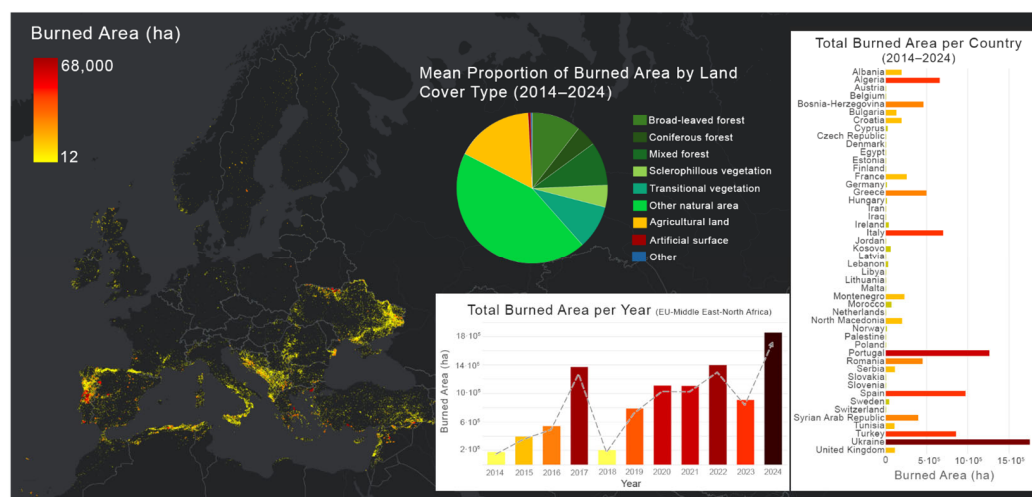 Burned Area (ha)
68,000
12
Mean Proportion of Burned Area by Land
Cover Type (2014–2024)
Broad-leaved forest
Coniferous forest
Mixed forest
Sclerophillous vegetation
Transitional vegetation
Other natural area
Agricultural land
Artificial surface
Other
Total Burned Area per Year (EU-Middle East-North Africa)
Burned Area (ha)
18·10⁵
14·10⁵
10·10⁵
6·10⁵
2·10⁵
2014 2015 2016 2017 2018 2019 2020 2021 2022 2023 2024
Year
Total Burned Area per Country
(2014–2024)
Albania
Algeria
Austria
Belgium
Bosnia-Herzegovina
Bulgaria
Croatia
Cyprus
Czech Republic
Denmark
Egypt
Estonia
Finland
France
Germany
Greece
Hungary
Iran
Iraq
Ireland
Italy
Jordan
Kosovo
Latvia
Lebanon
Libya
Lithuania
Malta
Montenegro
Morocco
Netherlands
North Macedonia
Norway
Palestine
Poland
Portugal
Romania
Serbia
Slovakia
Slovenia
Spain
Sweden
Switzerland
Syrian Arab Republic
Tunisia
Turkey
Ukraine
United Kingdom
0 5·10⁵ 10·10⁵ 15·10⁵
Burned Area (ha)